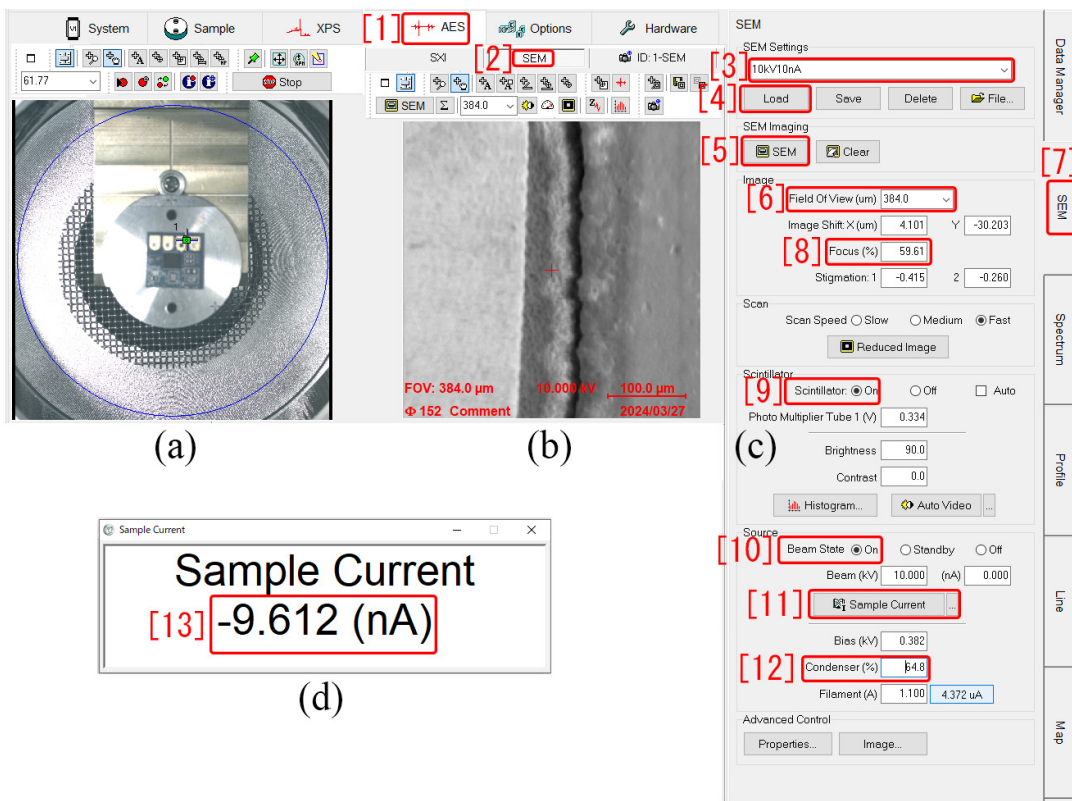 System
Sample
XPS
[1] AES
Options
Hardware
61.77
Stop
1
(a)
SXI
[2] SEM
ID: 1-SEM
SEM
Σ
384.0
FOV: 384.0 µm
10.000 kV
100.0 µm
Φ 152 Comment
2024/03/27
(b)
SEM
SEM Settings
[3] 10kV10nA
[4] Load
Save
Delete
File...
SEM Imaging
[5] SEM
Clear
Image
[6] Field Of View (um) 384.0
Image Shift: X (um) 4.101 Y -30.203
[8] Focus (%) 59.61
Stigmation: 1 -0.415 2 -0.260
Scan
Scan Speed Slow Medium Fast
Reduced Image
Scintillator
[9] Scintillator: On Off Auto
Photo Multiplier Tube 1 (V) 0.334
(c)
Brightness 90.0
Contrast 0.0
Histogram...
Auto Video ...
Source
[10] Beam State On Standby Off
Beam (kV) 10.000 (nA) 0.000
[11] Sample Current ...
Bias (kV) 0.382
[12] Condenser (%) 64.8
Filament (A) 1.100 4.372 uA
Advanced Control
Properties...
Image...
Data Manager
[7]
SEM
Spectrum
Profile
Line
Map
Sample Current
Sample Current
[13] -9.612 (nA)
(d)